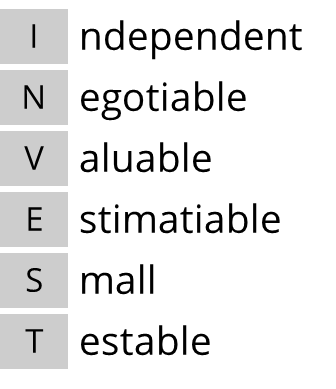 I ndependent
N egotiable
V aluable
E stimatiable
S mall
T estable